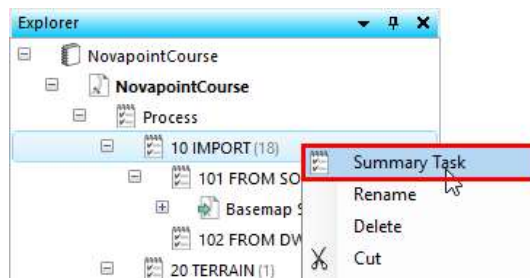 Explorer
NovapointCourse
NovapointCourse
Process
10 IMPORT (18)
Summary Task
101 FROM SO
Rename
Basemap S
Delete
102 FROM DW
Cut
20 TERRAIN (1)